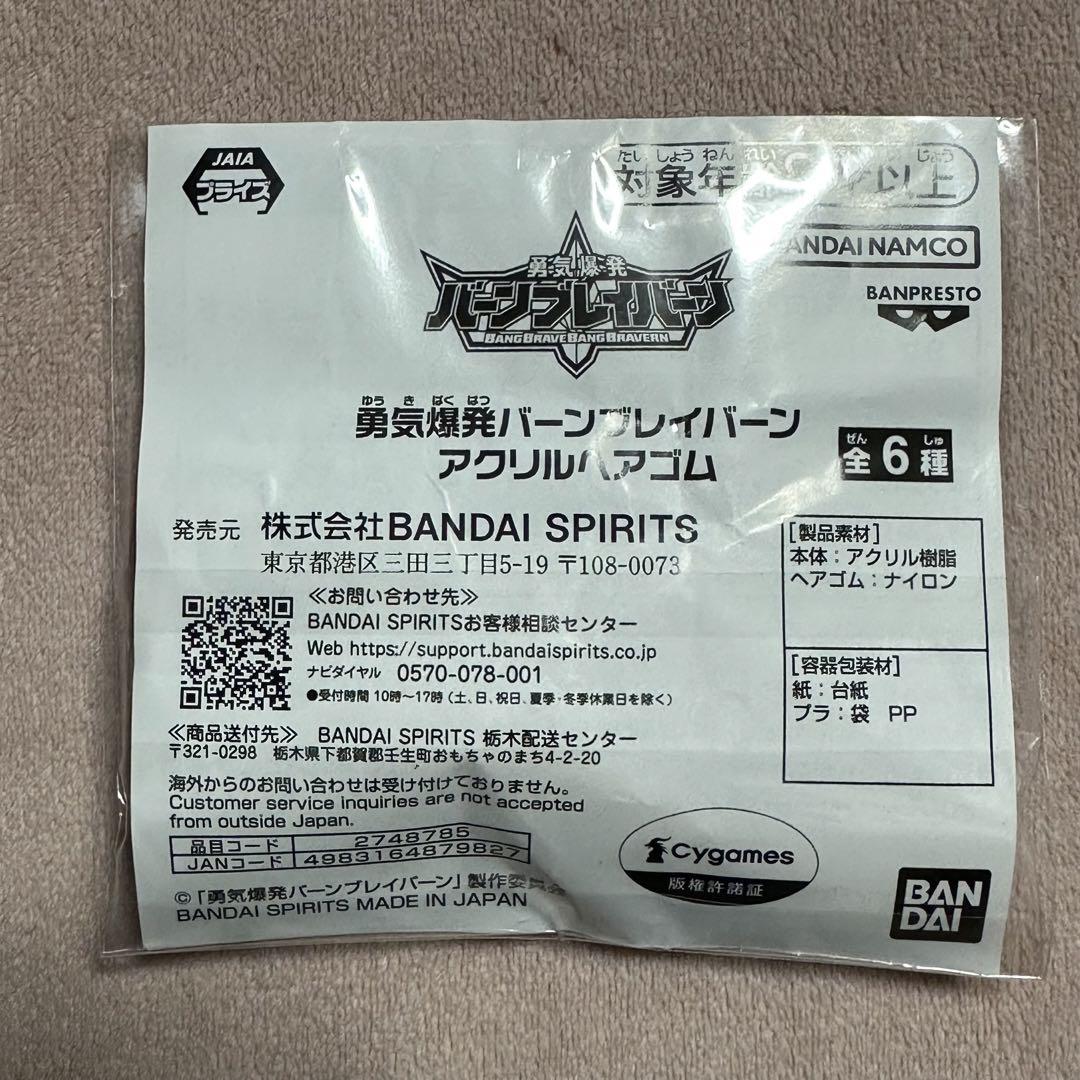 JAIA
プライズ
たいしょうねんれい じょう
対象年 以上
BANDAI NAMCO
BANPRESTO
勇気爆発
バーンブレイバーン
BANG BRAVE BANG BRAVERN
ゆう き ばく はつ
勇気爆発バーンブレイバーン
アクリルヘアゴム
ぜん しゅ
全6種
発売元 株式会社BANDAI SPIRITS
東京都港区三田三丁目5-19 〒108-0073
≪お問い合わせ先≫
BANDAI SPIRITSお客様相談センター
Web https://support.bandaispirits.co.jp
ナビダイヤル 0570-078-001
●受付時間 10時~17時(土、日、祝日、夏季・冬季休業日を除く)
≪商品送付先≫ BANDAI SPIRITS 栃木配送センター
〒321-0298 栃木県下都賀郡壬生町おもちゃのまち4-2-20
海外からのお問い合わせは受け付けておりません。
Customer service inquiries are not accepted
from outside Japan.
品目コード 2748785
JANコード 4983164879827
©「勇気爆発バーンブレイバーン」製作委員会
BANDAI SPIRITS MADE IN JAPAN
[製品素材]
本体:アクリル樹脂
ヘアゴム:ナイロン
[容器包装材]
紙:台紙
プラ:袋 PP
Cygames
版権許諾証
BAN
DAI